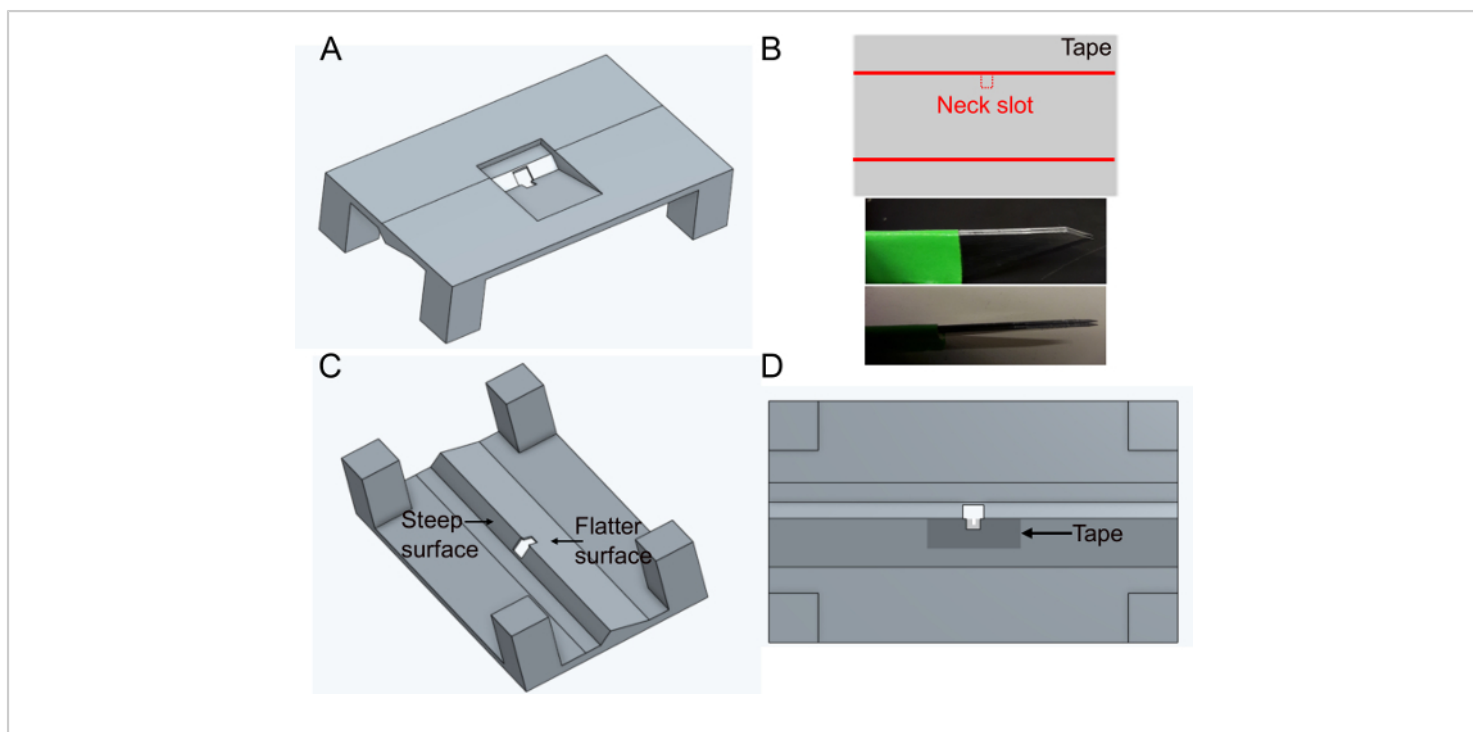 A
B
Tape
Neck slot
C
Steep
surface
Flatter
surface
D
Tape